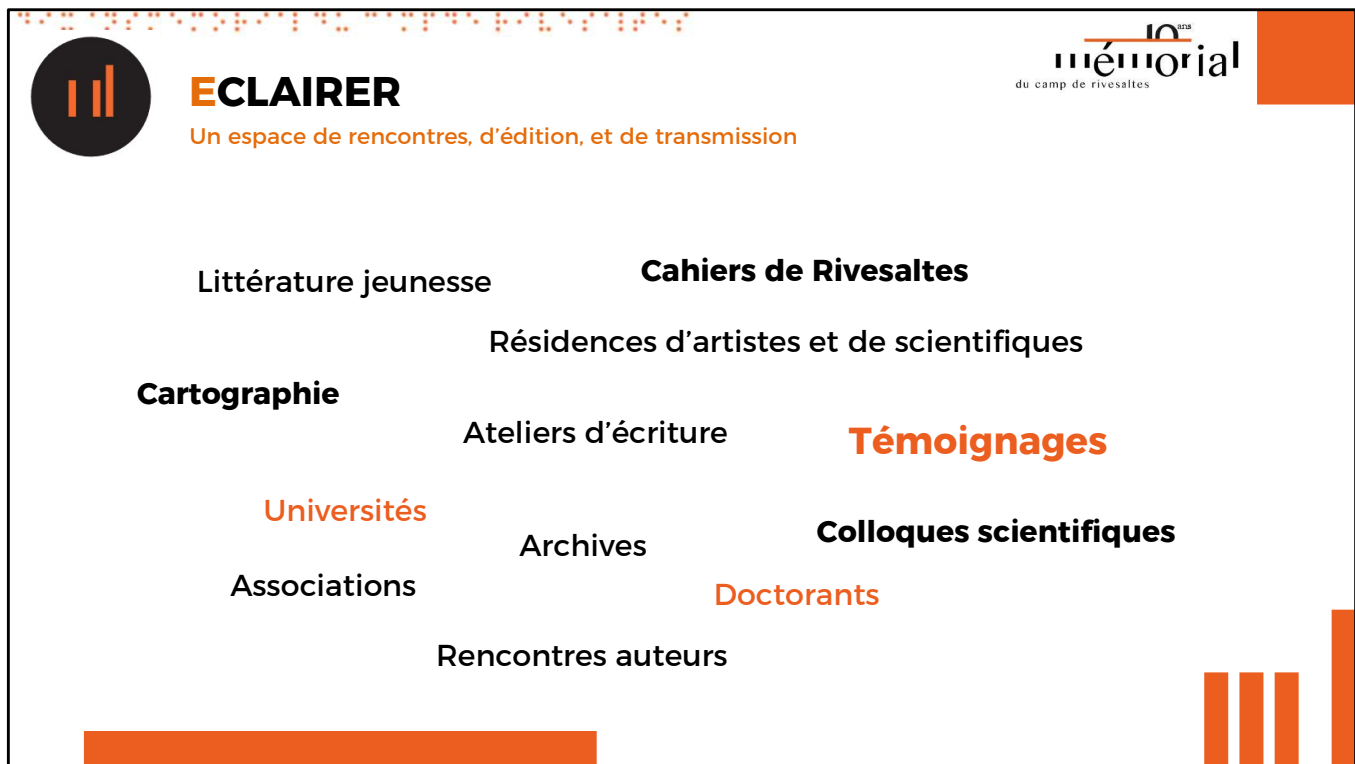 10 ans
mémorial
du camp de rivesaltes
ECLAIRER
Un espace de rencontres, d’édition, et de transmission
Littérature jeunesse
Cahiers de Rivesaltes
Résidences d’artistes et de scientifiques
Cartographie
Ateliers d’écriture
Témoignages
Universités
Archives
Colloques scientifiques
Associations
Doctorants
Rencontres auteurs